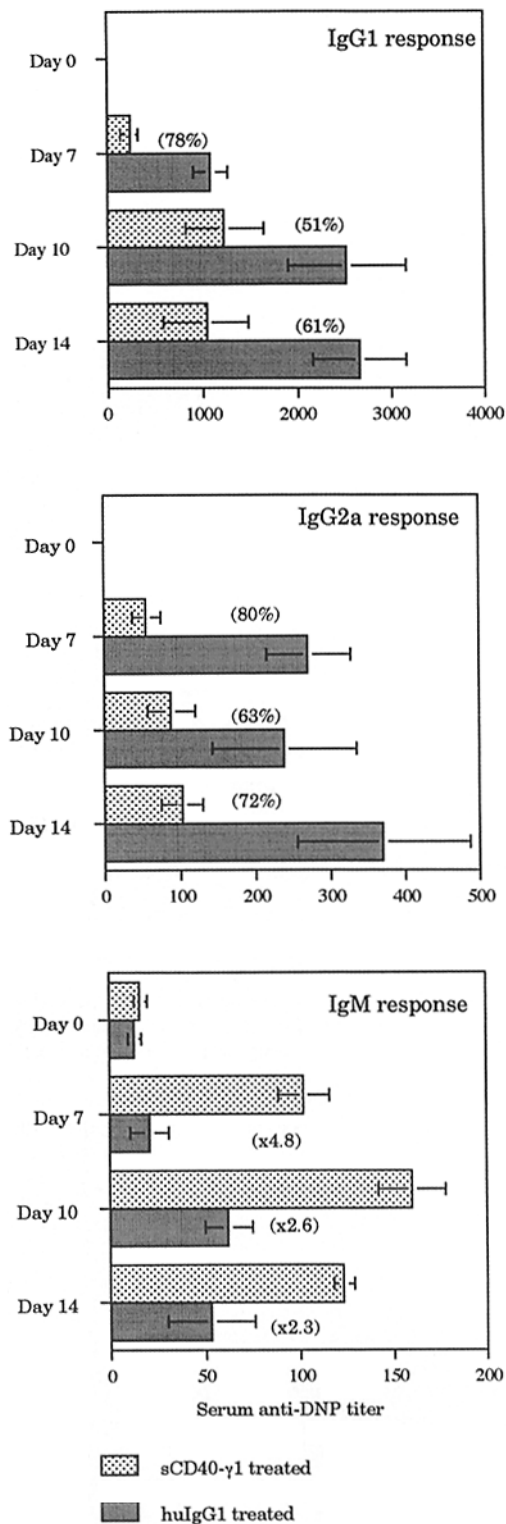 IgG1 response
Day 0
Day 7
(78%)
Day 10
(51%)
Day 14
(61%)
0 1000 2000 3000 4000
IgG2a response
Day 0
Day 7
(80%)
Day 10
(63%)
Day 14
(72%)
0 100 200 300 400 500
IgM response
Day 0
Day 7
(x4.8)
Day 10
(x2.6)
Day 14
(x2.3)
0 50 100 150 200
Serum anti-DNP titer
sCD40-γ1 treated
huIgG1 treated